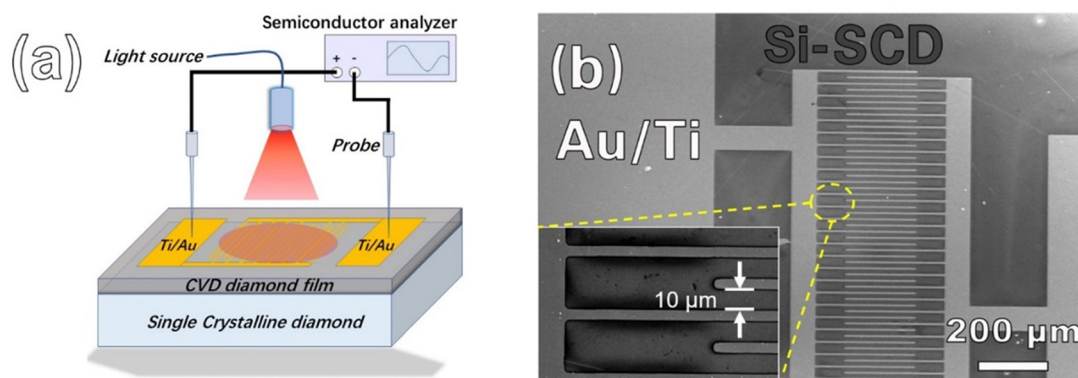 (a)
Semiconductor analyzer
Light source
+ -
Probe
Ti/Au
Ti/Au
CVD diamond film
Single Crystalline diamond
(b)
Si-SCD
Au/Ti
10 μm
200 μm